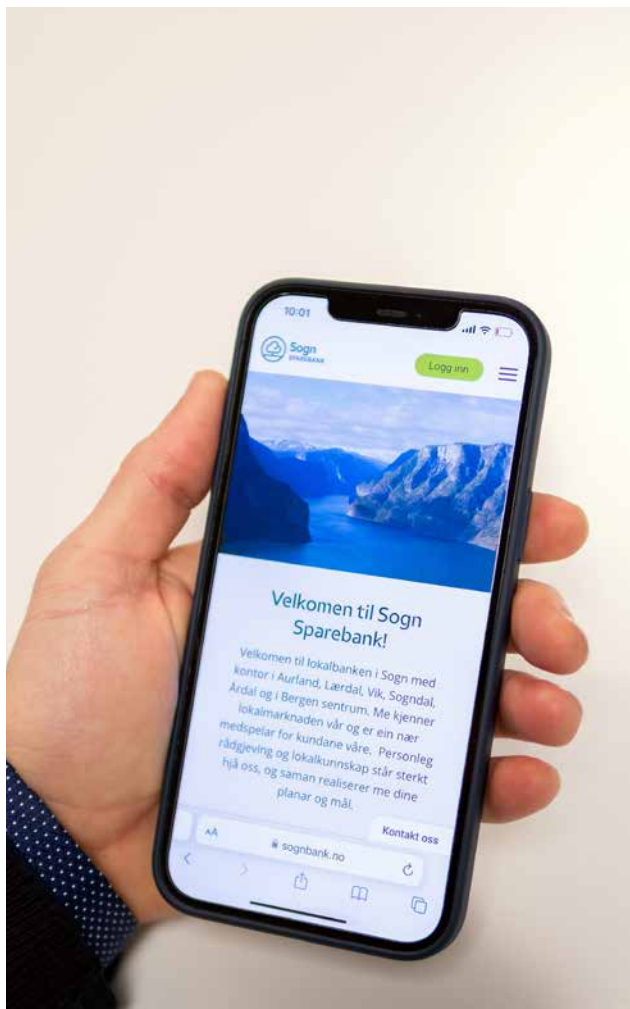 10:01
Sogn
SPAREBANK
Logg inn
Velkomen til Sogn
Sparebank!
Velkomen til lokalbanken i Sogn med
kontor i Aurland, Lærdal, Vik, Sogndal,
Årdal og i Bergen sentrum. Me kjenner
lokalmarknaden vår og er ein nær
medspelar for kundane våre. Personleg
rådgjeving og lokalkunnskap står sterkt
hjå oss, og saman realiserer me dine
planar og mål.
Kontakt oss
AA
sognbank.no